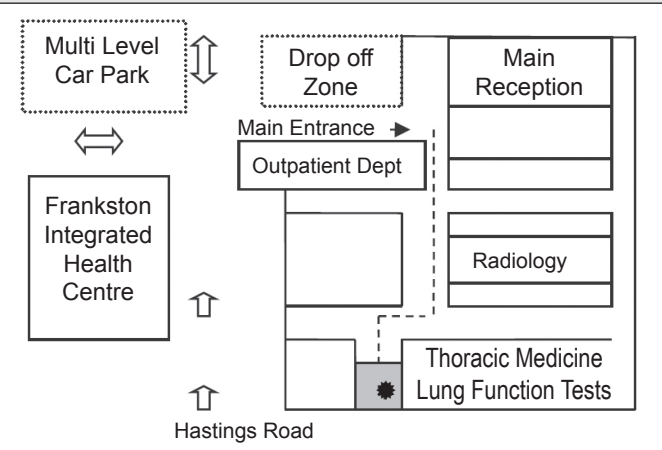 Multi Level
Car Park
Drop off
Zone
Main
Reception
Main Entrance
Outpatient Dept
Frankston
Integrated
Health
Centre
Radiology
Thoracic Medicine
Lung Function Tests
Hastings Road